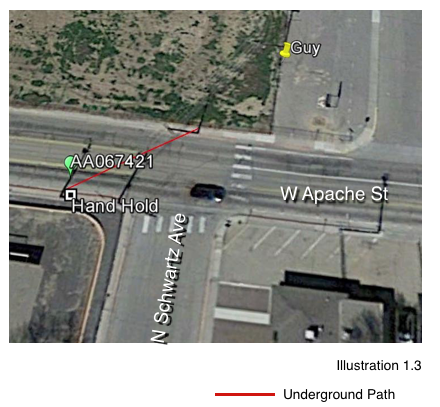 Guy
AA067421
Hand Hold
W Apache St
N Schwartz Ave
Illustration 1.3
Underground Path